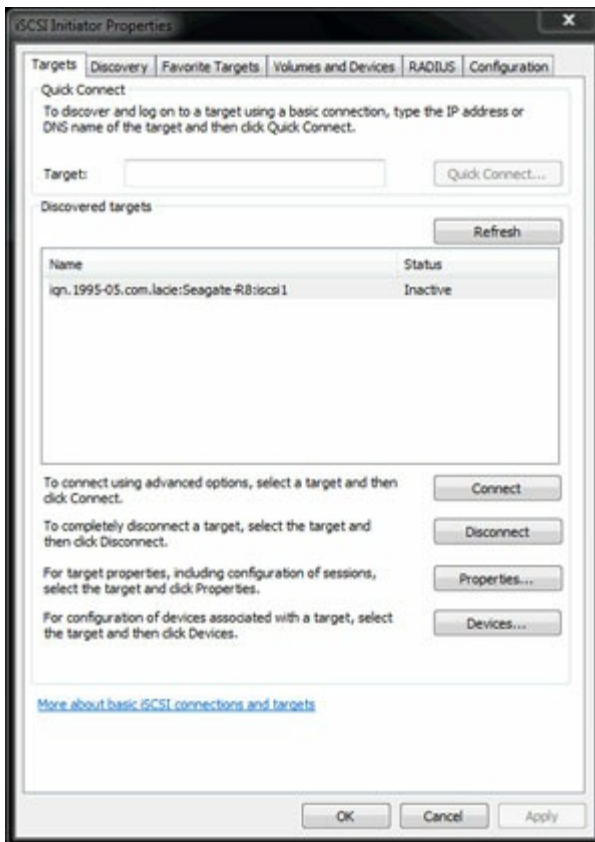 iSCSI Initiator Properties
Targets Discovery Favorite Targets Volumes and Devices RADIUS Configuration
Quick Connect
To discover and log on to a target using a basic connection, type the IP address or
DNS name of the target and then click Quick Connect.
Target: Quick Connect...
Discovered targets
Refresh
Name Status
iqn.1995-05.com.lacie:Seagate-R8:iscsi1 Inactive
To connect using advanced options, select a target and then
click Connect.
Connect
To completely disconnect a target, select the target and
then click Disconnect.
Disconnect
For target properties, including configuration of sessions,
select the target and click Properties.
Properties...
For configuration of devices associated with a target, select
the target and then click Devices.
Devices...
More about basic iSCSI connections and targets
OK Cancel Apply